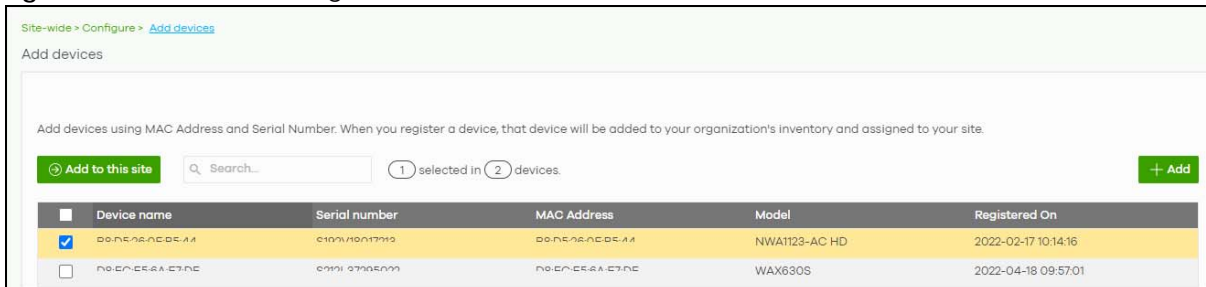 Site-wide > Configure > Add devices
Add devices
Add devices using MAC Address and Serial Number. When you register a device, that device will be added to your organization's inventory and assigned to your site.
Add to this site Search... 1 selected in 2 devices. + Add
Device name Serial number MAC Address Model Registered On
NWA1123-AC HD 2022-02-17 10:14:16
WAX630S 2022-04-18 09:57:01